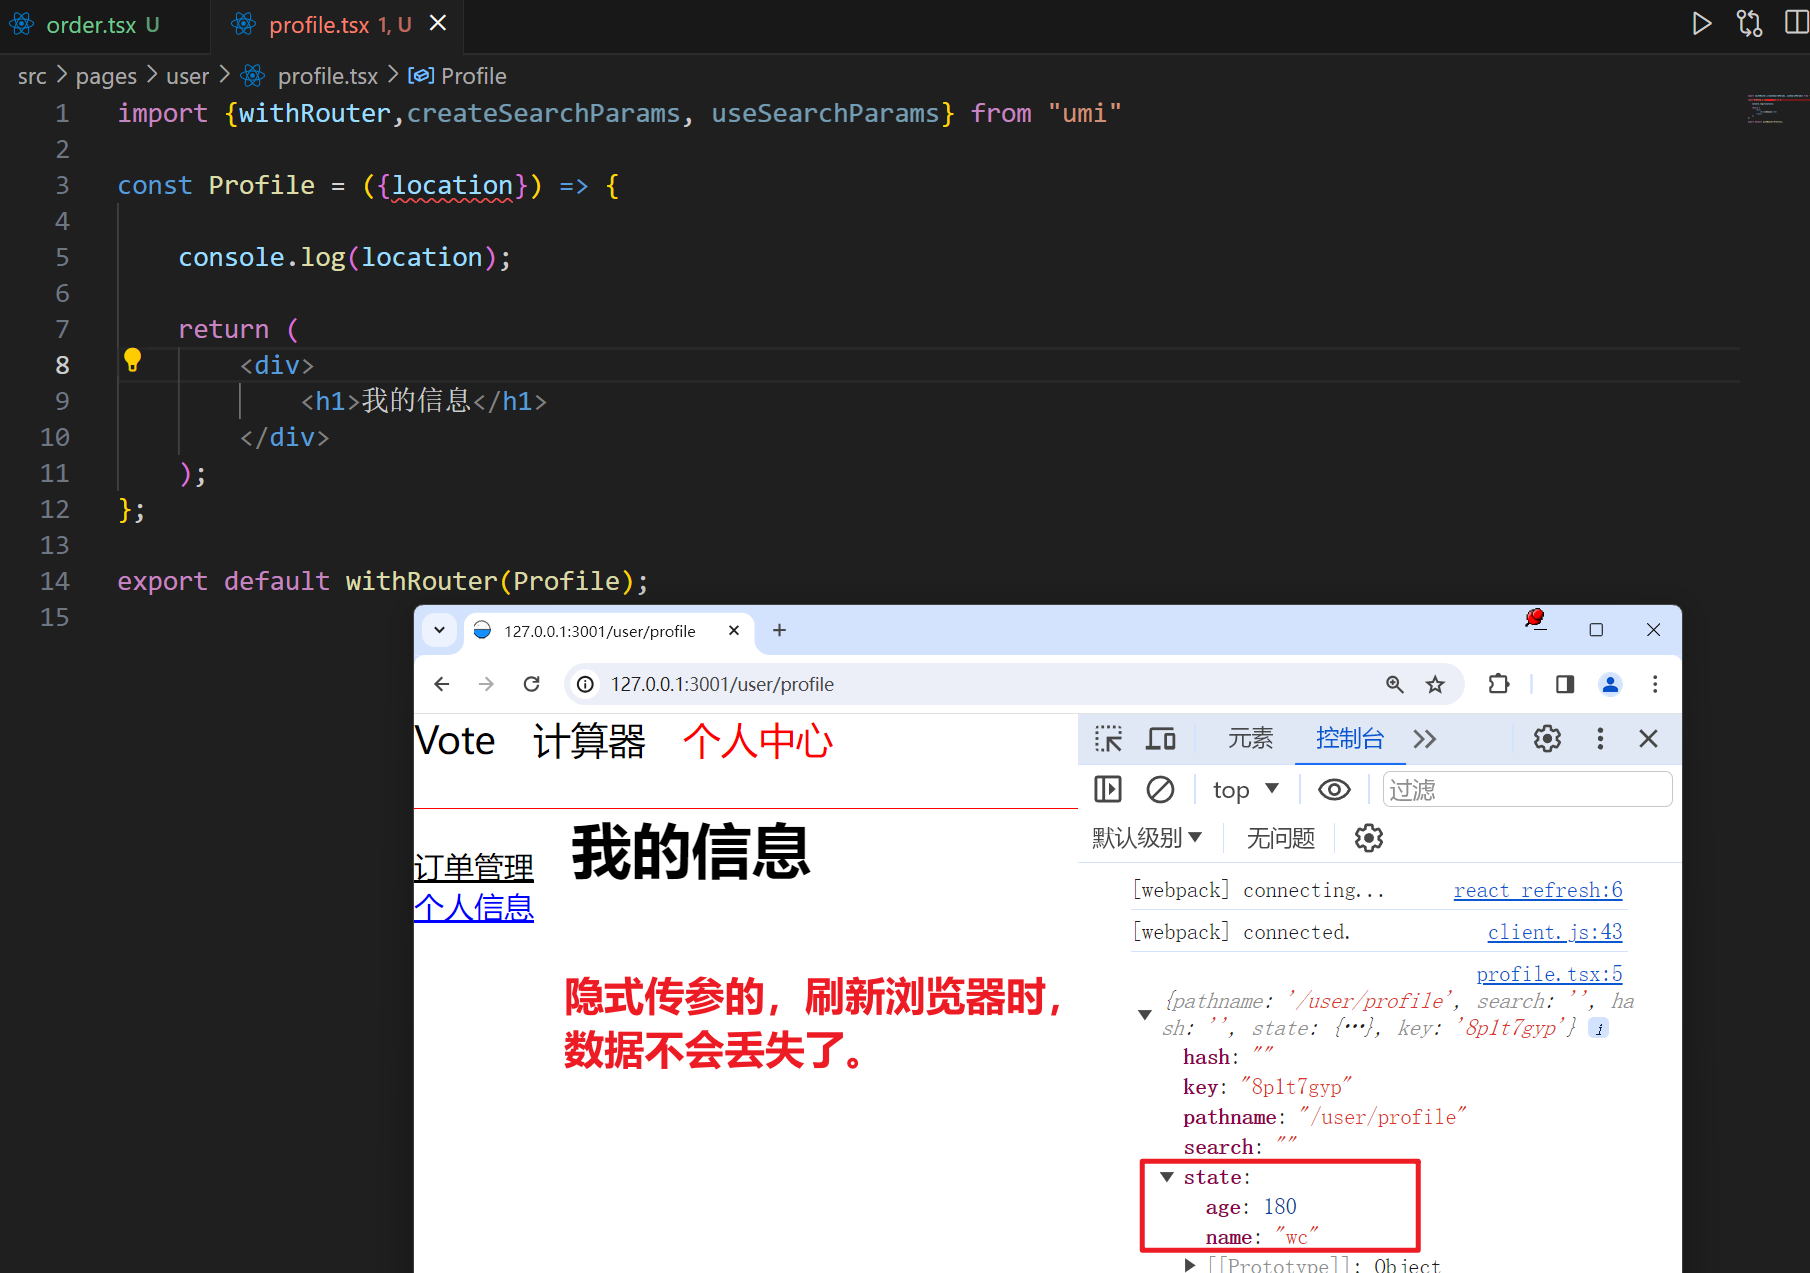 order.tsx U
profile.tsx 1, U
src > pages > user > profile.tsx > Profile
1 import {withRouter,createSearchParams, useSearchParams} from "umi"
2
3 const Profile = ({location}) => {
4
5 console.log(location);
6
7 return (
8 <div>
9 <h1>我的信息</h1>
10 </div>
11 );
12 };
13
14 export default withRouter(Profile);
15
127.0.0.1:3001/user/profile
127.0.0.1:3001/user/profile
Vote 计算器 个人中心
订单管理
个人信息
我的信息
隐式传参的，刷新浏览器时，
数据不会丢失了。
元素 控制台
top 过滤
默认级别 无问题
[webpack] connecting... react refresh:6
[webpack] connected. client.js:43
profile.tsx:5
{pathname: '/user/profile', search: '', ha
sh: '', state: {…}, key: '8plt7gyp'} i
hash: ""
key: "8plt7gyp"
pathname: "/user/profile"
search: ""
state:
age: 180
name: "wc"
[[Prototype]]: Object